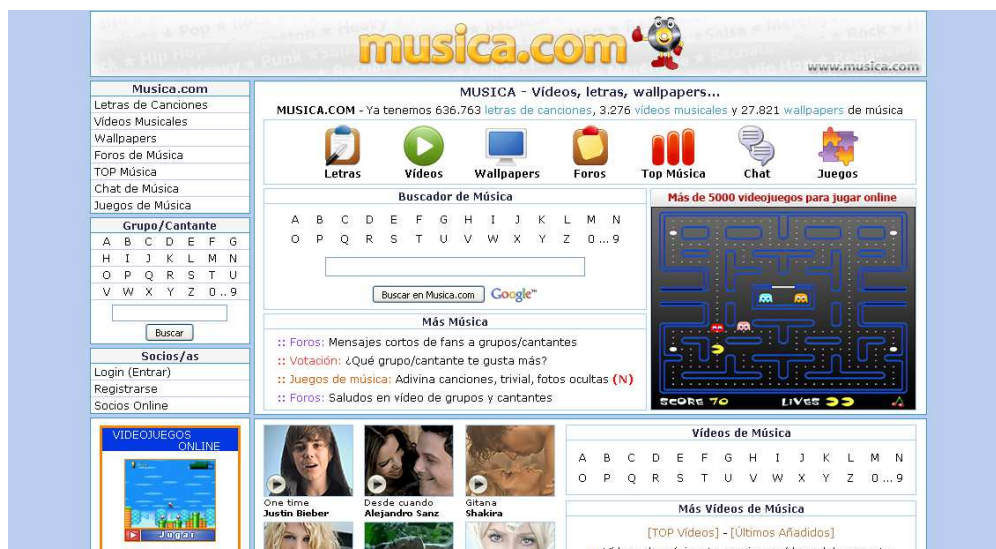 musica.com
www.musica.com
Musica.com
Letras de Canciones
Vídeos Musicales
Wallpapers
Foros de Música
TOP Música
Chat de Música
Juegos de Música
Grupo/Cantante
A B C D E F G
H I J K L M N
O P Q R S T U
V W X Y Z 0..9
Buscar
Socios/as
Login (Entrar)
Registrarse
Socios Online
VIDEOJUEGOS
ONLINE
Jugar
MUSICA - Vídeos, letras, wallpapers...
MUSICA.COM - Ya tenemos 636.763 letras de canciones, 3.276 vídeos musicales y 27.821 wallpapers de música
Letras Vídeos Wallpapers Foros Top Música Chat Juegos
Buscador de Música
A B C D E F G H I J K L M N
O P Q R S T U V W X Y Z 0...9
Buscar en Musica.com Google™
Más Música
:: Foros: Mensajes cortos de fans a grupos/cantantes
:: Votación: ¿Qué grupo/cantante te gusta más?
:: Juegos de música: Adivina canciones, trivial, fotos ocultas (N)
:: Foros: Saludos en vídeo de grupos y cantantes
Más de 5000 videojuegos para jugar online
SCORE 70 LIVES
One time
Justin Bieber
Desde cuando
Alejandro Sanz
Gitana
Shakira
Vídeos de Música
A B C D E F G H I J K L M N
O P Q R S T U V W X Y Z 0...9
Más Vídeos de Música
[TOP Vídeos] - [Últimos Añadidos]